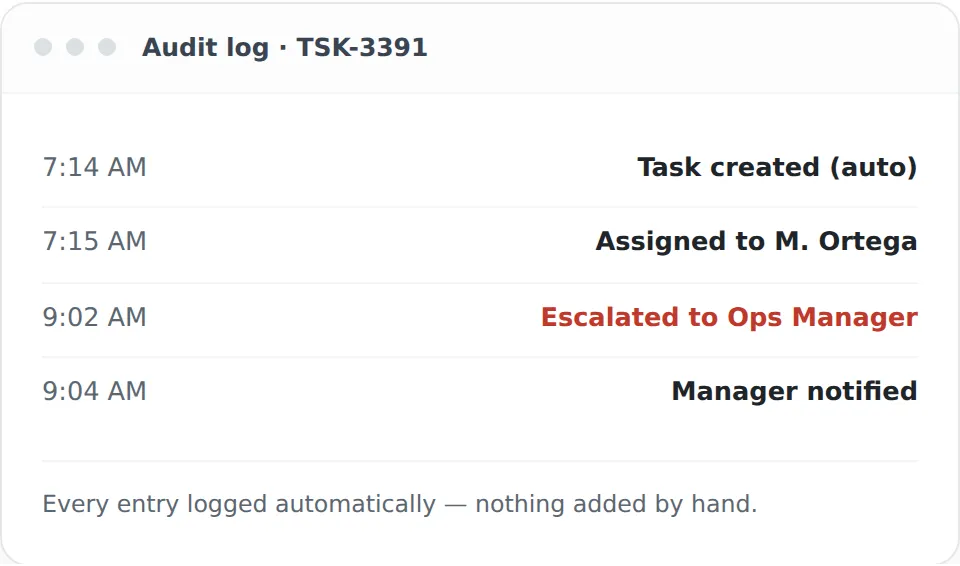 Audit log · TSK-3391
7:14 AM Task created (auto)
7:15 AM Assigned to M. Ortega
9:02 AM Escalated to Ops Manager
9:04 AM Manager notified
Every entry logged automatically — nothing added by hand.